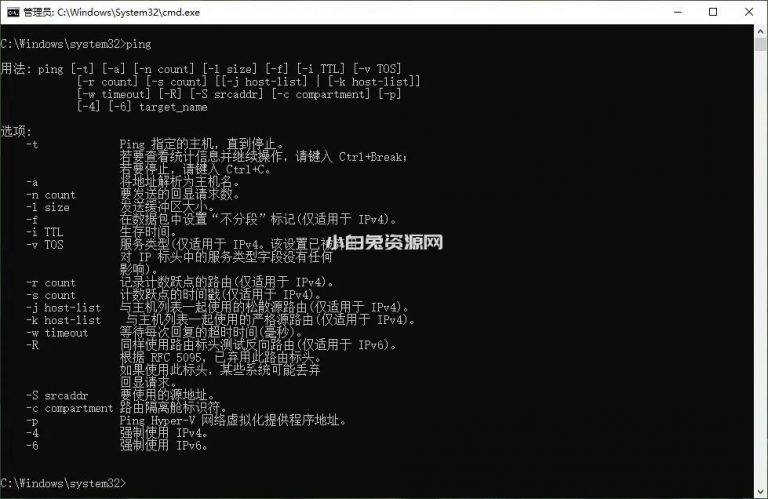 管理员: C:\Windows\System32\cmd.exe
C:\Windows\system32>ping
用法: ping [-t] [-a] [-n count] [-l size] [-f] [-i TTL] [-v TOS]
[-r count] [-s count] [[-j host-list] | [-k host-list]]
[-w timeout] [-R] [-S srcaddr] [-c compartment] [-p]
[-4] [-6] target_name
选项:
-t Ping 指定的主机，直到停止。
若要查看统计信息并继续操作，请键入 Ctrl+Break;
若要停止，请键入 Ctrl+C。
-a 将地址解析为主机名。
-n count 要发送的回显请求数。
-l size 发送缓冲区大小。
-f 在数据包中设置“不分段”标记(仅适用于 IPv4)。
-i TTL 生存时间。
-v TOS 服务类型(仅适用于 IPv4。该设置已被
小白兔资源网
对 IP 标头中的服务类型字段没有任何
影响)。
-r count 记录计数跃点的路由(仅适用于 IPv4)。
-s count 计数跃点的时间戳(仅适用于 IPv4)。
-j host-list 与主机列表一起使用的松散源路由(仅适用于 IPv4)。
-k host-list 与主机列表一起使用的严格源路由(仅适用于 IPv4)。
-w timeout 等待每次回复的超时时间(毫秒)。
-R 同样使用路由标头测试反向路由(仅适用于 IPv6)。
根据 RFC 5095，已弃用此路由标头。
如果使用此标头，某些系统可能丢弃
回显请求。
-S srcaddr 要使用的源地址。
-c compartment 路由隔离舱标识符。
-p Ping Hyper-V 网络虚拟化提供程序地址。
-4 强制使用 IPv4。
-6 强制使用 IPv6。
C:\Windows\system32>